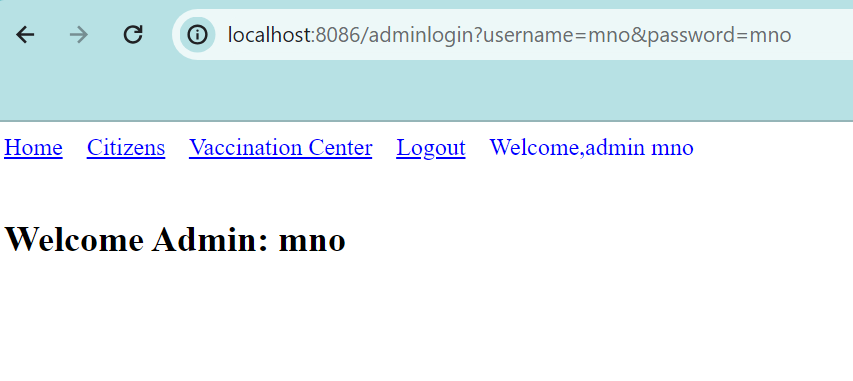 localhost:8086/adminlogin?username=mno&password=mno
Home Citizens Vaccination Center Logout Welcome,admin mno
Welcome Admin: mno